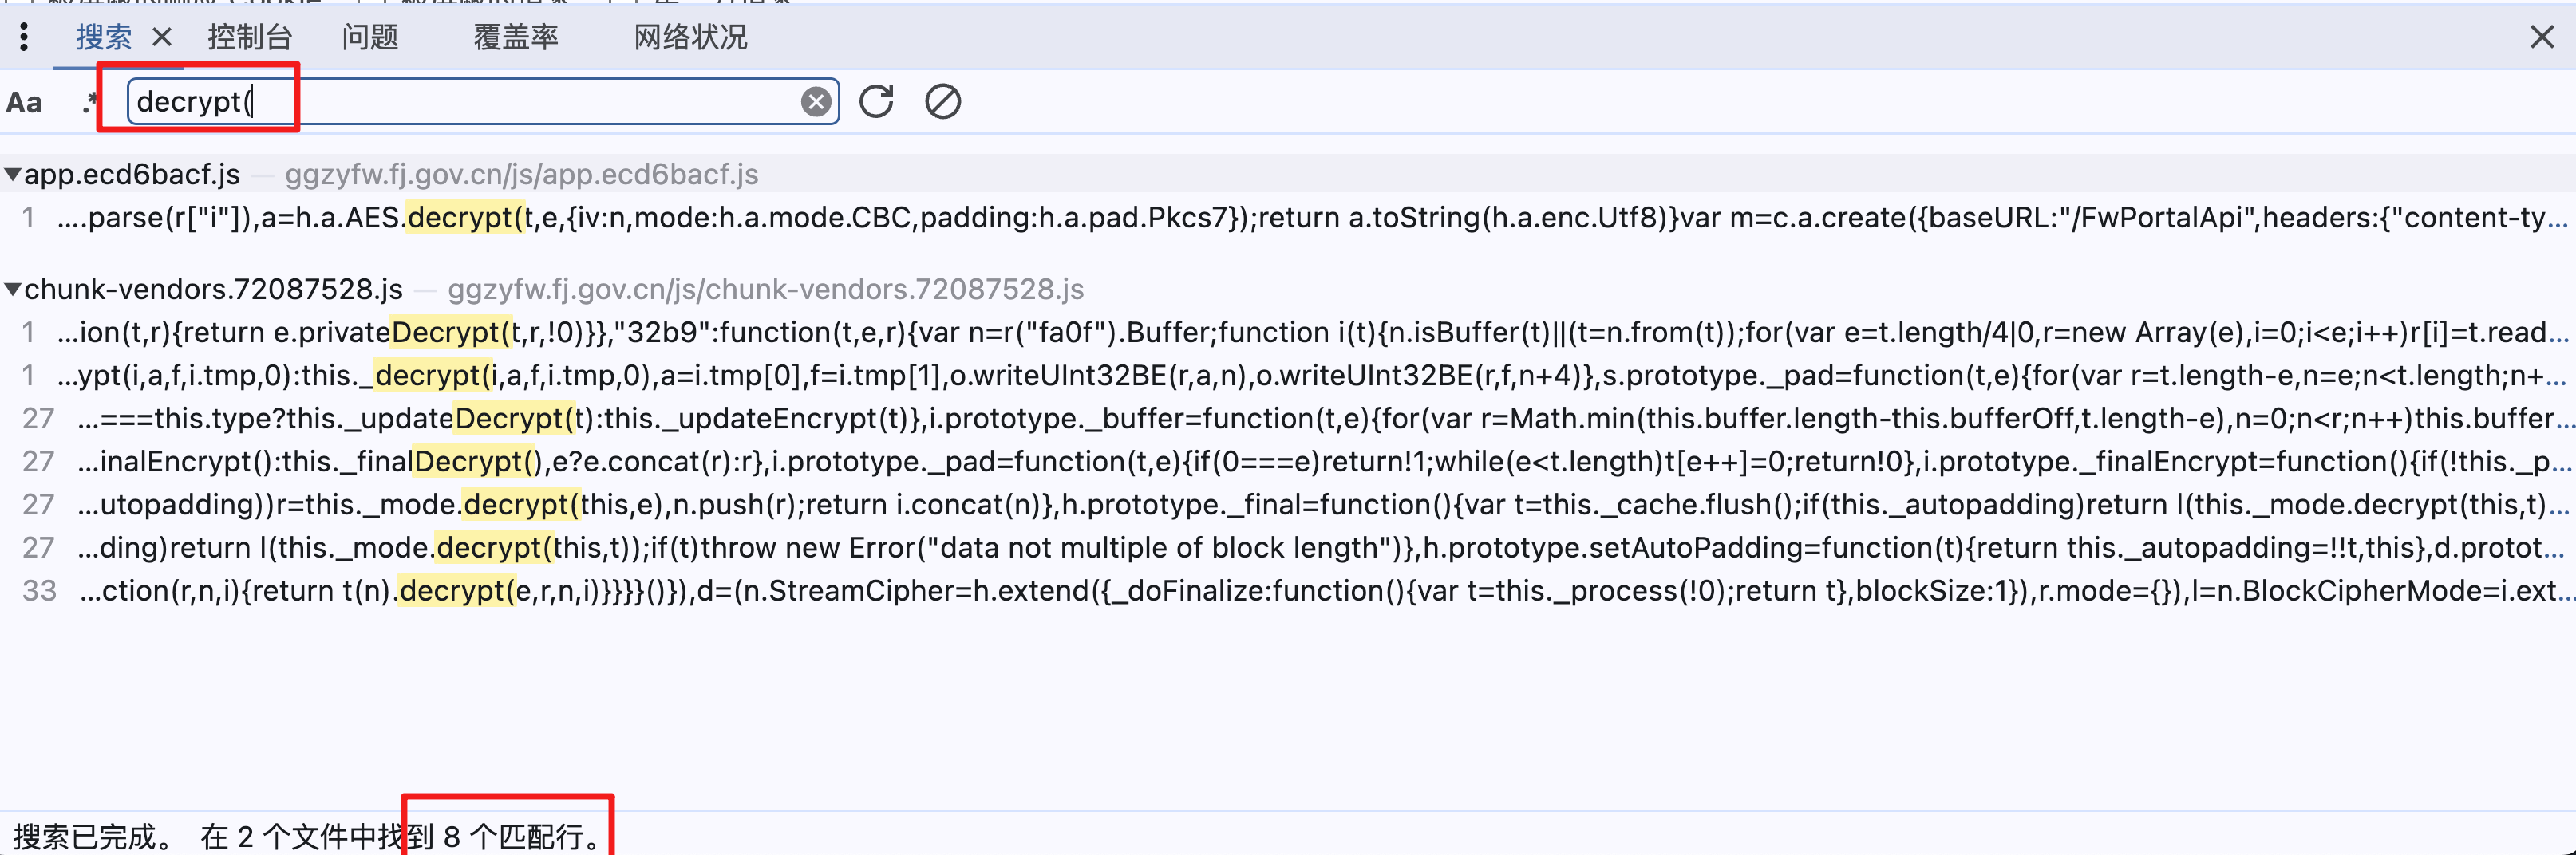 搜索 控制台 问题 覆盖率 网络状况
Aa .* decrypt(
app.ecd6bacf.js — ggzyfw.fj.gov.cn/js/app.ecd6bacf.js
1 ….parse(r["i"]),a=h.a.AES.decrypt(t,e,{iv:n,mode:h.a.mode.CBC,padding:h.a.pad.Pkcs7});return a.toString(h.a.enc.Utf8)}var m=c.a.create({baseURL:"/FwPortalApi",headers:{"content-ty…
chunk-vendors.72087528.js — ggzyfw.fj.gov.cn/js/chunk-vendors.72087528.js
1 …ion(t,r){return e.privateDecrypt(t,r,!0)}},"32b9":function(t,e,r){var n=r("fa0f").Buffer;function i(t){n.isBuffer(t)||(t=n.from(t));for(var e=t.length/4|0,r=new Array(e),i=0;i<e;i++)r[i]=t.read…
1 …ypt(i,a,f,i.tmp,0):this._decrypt(i,a,f,i.tmp,0),a=i.tmp[0],f=i.tmp[1],o.writeUInt32BE(r,a,n),o.writeUInt32BE(r,f,n+4)},s.prototype._pad=function(t,e){for(var r=t.length-e,n=e;n<t.length;n+…
27 …===this.type?this._updateDecrypt(t):this._updateEncrypt(t)},i.prototype._buffer=function(t,e){for(var r=Math.min(this.buffer.length-this.bufferOff,t.length-e),n=0;n<r;n++)this.buffer…
27 …inalEncrypt():this._finalDecrypt(),e?e.concat(r):r},i.prototype._pad=function(t,e){if(0===e)return!1;while(e<t.length)t[e++]=0;return!0},i.prototype._finalEncrypt=function(){if(!this._p…
27 …utopadding))r=this._mode.decrypt(this,e),n.push(r);return i.concat(n)},h.prototype._final=function(){var t=this._cache.flush();if(this._autopadding)return l(this._mode.decrypt(this,t)…
27 …ding)return l(this._mode.decrypt(this,t));if(t)throw new Error("data not multiple of block length")},h.prototype.setAutoPadding=function(t){return this._autopadding=!!t,this},d.protot…
33 …ction(r,n,i){return t(n).decrypt(e,r,n,i)}}}}()}),d=(n.StreamCipher=h.extend({_doFinalize:function(){var t=this._process(!0);return t},blockSize:1}),r.mode={}),l=n.BlockCipherMode=i.ext…
搜索已完成。 在 2 个文件中找到 8 个匹配行。